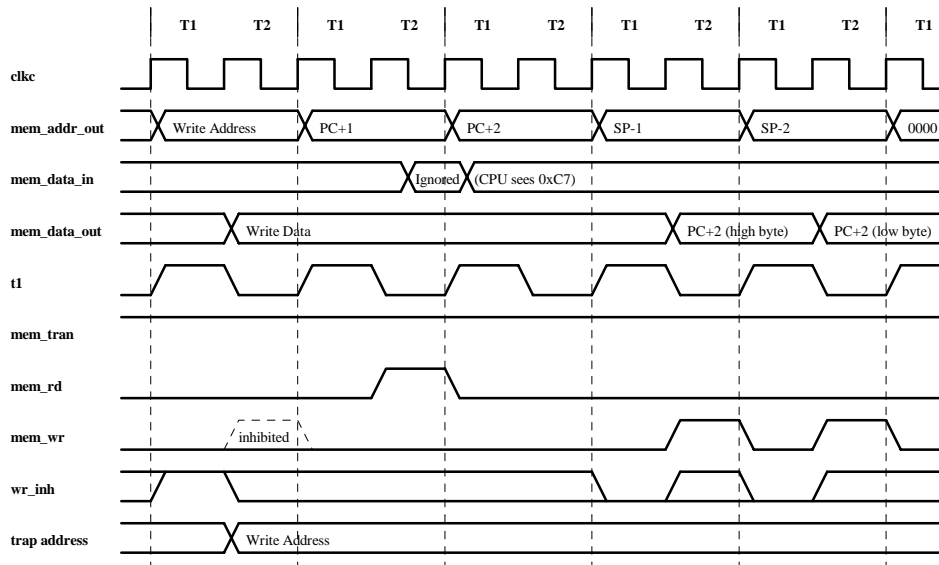 T1 T2 T1 T2 T1 T2 T1 T2 T1 T2 T1
clkc
mem_addr_out Write Address PC+1 PC+2 SP-1 SP-2 0000
mem_data_in Ignored (CPU sees 0xC7)
mem_data_out Write Data PC+2 (high byte) PC+2 (low byte)
t1
mem_tran
mem_rd
mem_wr inhibited
wr_inh
trap address Write Address